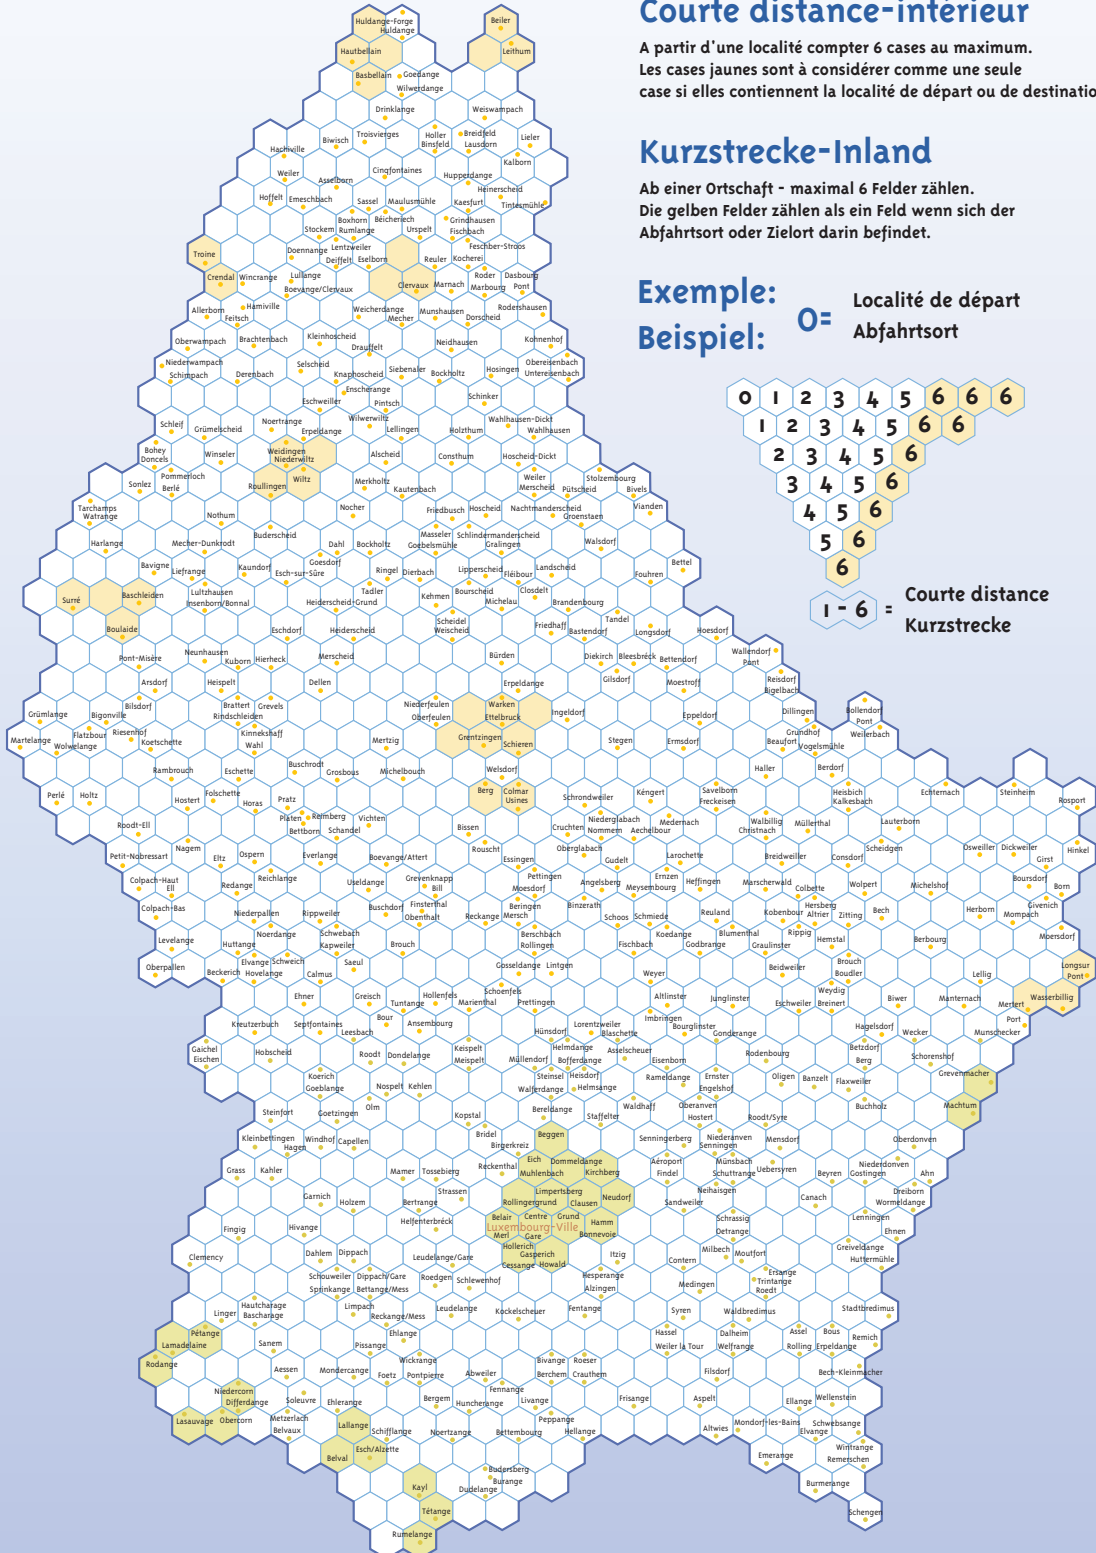 Courte distance-intérieur
A partir d'une localité compter 6 cases au maximum.
Les cases jaunes sont à considérer comme une seule
case si elles contiennent la localité de départ ou de destinatio
Kurzstrecke-Inland
Ab einer Ortschaft - maximal 6 Felder zählen.
Die gelben Felder zählen als ein Feld wenn sich der
Abfahrtsort oder Zielort darin befindet.
Exemple:
Beispiel:
0=
Localité de départ
Abfahrtsort
0 1 2 3 4 5 6 6 6
1 2 3 4 5 6 6
2 3 4 5 6
3 4 5 6
4 5 6
5 6
6
1 - 6 =
Courte distance
Kurzstrecke
Huldange-Forge
Huldange
Beiler
Hautbellain
Leithum
Basbellain
Goedange
Wilwerdange
Drinklange
Weiswampach
Hachiville
Biwisch
Troisvierges
Holler
Binsfeld
Breidfeld
Lausdorn
Lieler
Kalborn
Weiler
Asselborn
Cinqfontaines
Hupperdange
Heinerscheid
Hoffelt
Emeschbach
Sassel
Maulusmühle
Kaesfurt
Tintesmühle
Stockem
Boxhorn
Rumlange
Béicheriech
Urspelt
Grindhausen
Fischbach
Troine
Doennange
Lentzweiler
Deiffelt
Eselborn
Reuler
Kocherei
Feschber-Stroos
Crendal
Wincrange
Lullange
Boevange/Clervaux
Clervaux
Marnach
Roder
Marbourg
Dasbourg
Pont
Allerborn
Hamiville
Feitsch
Weicherdange
Mecher
Munshausen
Dorscheid
Rodershausen
Oberwampach
Brachtenbach
Kleinhoscheid
Drauffelt
Neidhausen
Kohnenhof
Niederwampach
Schimpach
Derenbach
Selscheid
Knaphoscheid
Siebenaler
Bockholtz
Hosingen
Obereisenbach
Untereisenbach
Enscherange
Eschweiler
Pintsch
Schinker
Schleif
Grümelscheid
Noertrange
Erpeldange
Wilwerwiltz
Lellingen
Holzthum
Wahlhausen-Dickt
Wahlhausen
Bohey
Doncels
Winseler
Weidingen
Niederwiltz
Alscheid
Consthum
Hoscheid-Dickt
Sonlez
Pommerloch
Berlé
Roullingen
Wiltz
Merkholtz
Kautenbach
Weiler
Merscheid
Pütscheid
Stolzembourg
Bivels
Tarchamps
Watrange
Nothum
Nocher
Friedbusch
Hoscheid
Nachtmanderscheid
Groenstaen
Vianden
Harlange
Mecher-Dunkrodt
Buderscheid
Dahl
Bockholtz
Masseler
Goebelsmühle
Schlindermanderscheid
Gralingen
Walsdorf
Bavigne
Liefrange
Kaundorf
Esch-sur-Sûre
Goesdorf
Ringel
Dierbach
Lipperscheid
Fléibour
Landscheid
Fouhren
Bettel
Surré
Baschleiden
Lultzhausen
Insenborn/Bonnal
Heiderscheid-Grund
Tadler
Kehmen
Bourscheid
Michelau
Closdelt
Brandenbourg
Boulaide
Eschdorf
Heiderscheid
Scheidel
Weischeid
Friedhaff
Bastendorf
Tandel
Longsdorf
Hoesdorf
Pont-Misère
Neunhausen
Kuborn
Hierheck
Merscheid
Bürden
Diekirch
Bleesbréck
Bettendorf
Wallendorf
Pont
Arsdorf
Heispelt
Dellen
Erpeldange
Gilsdorf
Moestroff
Reisdorf
Bigelbach
Grümlange
Bigonville
Bilsdorf
Brattert
Rindschleiden
Grevels
Niederfeulen
Oberfeulen
Warken
Ettelbruck
Ingeldorf
Eppeldorf
Dillingen
Bollendorf
Pont
Weilerbach
Martelange
Wolwelange
Flatzbour
Riesenhof
Koetschette
Kinnekshaff
Wahl
Mertzig
Grentzingen
Schieren
Stegen
Ermsdorf
Beaufort
Grundhof
Vogelsmühle
Rambrouch
Eschette
Buschrodt
Grosbous
Michelbouch
Welsdorf
Haller
Berdorf
Perlé
Holtz
Hostert
Folschette
Horas
Pratz
Berg
Colmar
Usines
Schrondweiler
Kéngert
Savelborn
Freckeisen
Heisbich
Kalkesbach
Echternach
Steinheim
Rosport
Roodt-Ell
Platen
Reimberg
Bettborn
Schandel
Vichten
Bissen
Cruchten
Niederglabach
Nommern
Aechelbour
Medernach
Walbillig
Christnach
Müllerthal
Lauterborn
Petit-Nobressart
Nagem
Eltz
Ospern
Everlange
Boevange/Attert
Rouscht
Essingen
Oberglabach
Gudelt
Larochette
Breidweiller
Consdorf
Scheidgen
Osweiller
Dickweiler
Girst
Hinkel
Colpach-Haut
Ell
Redange
Reichlange
Useldange
Grevenknapp
Bill
Pettingen
Moesdorf
Angelsberg
Meysembourg
Ernzen
Heffingen
Marscherwald
Colbette
Wolpert
Michelshof
Boursdorf
Born
Colpach-Bas
Niederpallen
Rippweiler
Buschdorf
Finsterthal
Obenthalt
Reckange
Beringen
Mersch
Binzerath
Schoos
Schmiede
Reuland
Kobenbour
Hersberg
Altrier
Zitting
Bech
Herborn
Mompach
Givenich
Levelange
Huttange
Noerdange
Schwebach
Kapweiler
Brouch
Berschbach
Rollingen
Fischbach
Koedange
Godbrange
Blumenthal
Graulinster
Rippig
Hemstal
Berbourg
Moersdorf
Oberpallen
Beckerich
Elvange
Hovelange
Schweich
Calmus
Saeul
Gosseldange
Lintgen
Weyer
Beidweiler
Brouch
Boudler
Lellig
Longsur
Pont
Ehner
Greisch
Tuntange
Hollenfels
Marienthal
Schoenfels
Prettingen
Altlinster
Imbringen
Junglinster
Eschweiler
Weydig
Breinert
Biwer
Manternach
Mertert
Wasserbillig
Kreutzerbuch
Septfontaines
Leesbach
Bour
Ansembourg
Hünsdorf
Lorentzweiler
Blaschette
Bourglinster
Gonderange
Hagelsdorf
Wecker
Port
Munschecker
Gaichel
Eischen
Hobscheid
Roodt
Dondelange
Keispelt
Meispelt
Müllendorf
Helmdange
Bofferdange
Asselscheuer
Eisenborn
Rodenbourg
Betzdorf
Berg
Schorenshof
Koerich
Goeblange
Nospelt
Kehlen
Steinsel
Walferdange
Heisdorf
Helmsange
Rameldange
Ernster
Engelshof
Oligen
Banzelt
Flaxweiler
Grevenmacher
Steinfort
Goetzingen
Olm
Kopstal
Bereldange
Staffelter
Waldhaff
Oberanven
Hostert
Roodt/Syre
Buchholz
Machtum
Kleinbettingen
Hagen
Windhof
Capellen
Bridel
Birgerkreiz
Beggen
Senningerberg
Niederanven
Senningen
Mensdorf
Oberdonven
Grass
Kahler
Mamer
Tossebierg
Reckenthal
Eich
Muhlenbach
Dommeldange
Kirchberg
Aéroport
Findel
Münsbach
Schuttrange
Uebersyren
Beyren
Niederdonven
Gostingen
Ahn
Garnich
Holzem
Bertrange
Strassen
Limpertsberg
Rollingergrund
Clausen
Neudorf
Sandweiler
Neihaisgen
Canach
Dreiborn
Wormeldange
Fingig
Hivange
Helfenterbréck
Belair
Centre
Grund
Hamm
Luxembourg-Ville
Merl
Gare
Bonnevoie
Schrassig
Oetrange
Lenningen
Ehnen
Clemency
Dahlem
Dippach
Leudelange/Gare
Hollerich
Gasperich
Cessange
Howald
Itzig
Contern
Milbech
Moutfort
Greiveldange
Huttermühle
Schouweiler
Sprinkange
Dippach/Gare
Bettange/Mess
Roedgen
Schlewenhof
Hesperange
Alzingen
Medingen
Ersange
Trintange
Roedt
Linger
Hautcharage
Bascharage
Limpach
Reckange/Mess
Leudelange
Kockelscheuer
Fentange
Syren
Waldbredimus
Stadtbredimus
Pétange
Lamadelaine
Sanem
Pissange
Ehlange
Hassel
Weiler la Tour
Dalheim
Welfrange
Assel
Rolling
Bous
Erpeldange
Remich
Rodange
Aessen
Mondercange
Foetz
Wickrange
Pontpierre
Abweiler
Bivange
Berchem
Roeser
Crauthem
Filsdorf
Bech-Kleinmacher
Niedercorn
Differdange
Soleuvre
Ehlerange
Bergem
Huncherange
Fennange
Livange
Frisange
Aspelt
Ellange
Wellenstein
Lasauvage
Obercorn
Metzerlach
Belvaux
Lallange
Schifflange
Noertzange
Bettembourg
Peppange
Hellange
Altwies
Mondorf-les-Bains
Elvange
Schwebsange
Belval
Esch/Alzette
Emerange
Wintrange
Remerschen
Kayl
Dudelange
Budersberg
Burange
Burmerange
Tétange
Schengen
Rumelange